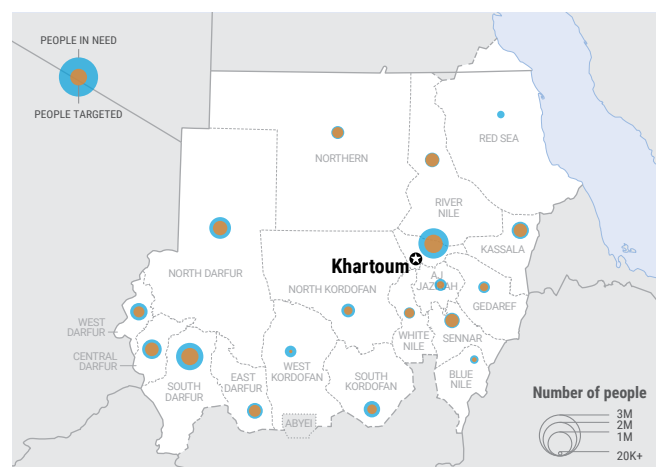 PEOPLE IN NEED
PEOPLE TARGETED
RED SEA
NORTHERN
RIVER
NILE
KASSALA
NORTH DARFUR
Khartoum
NORTH KORDOFAN
AJ
JAZIRAH
GEDAREF
WEST
DARFUR
WHITE
NILE
SENNAR
CENTRAL
DARFUR
WEST
KORDOFAN
SOUTH
KORDOFAN
BLUE
NILE
SOUTH
DARFUR
EAST
DARFUR
ABYEI
Number of people
3M
2M
1M
20K+